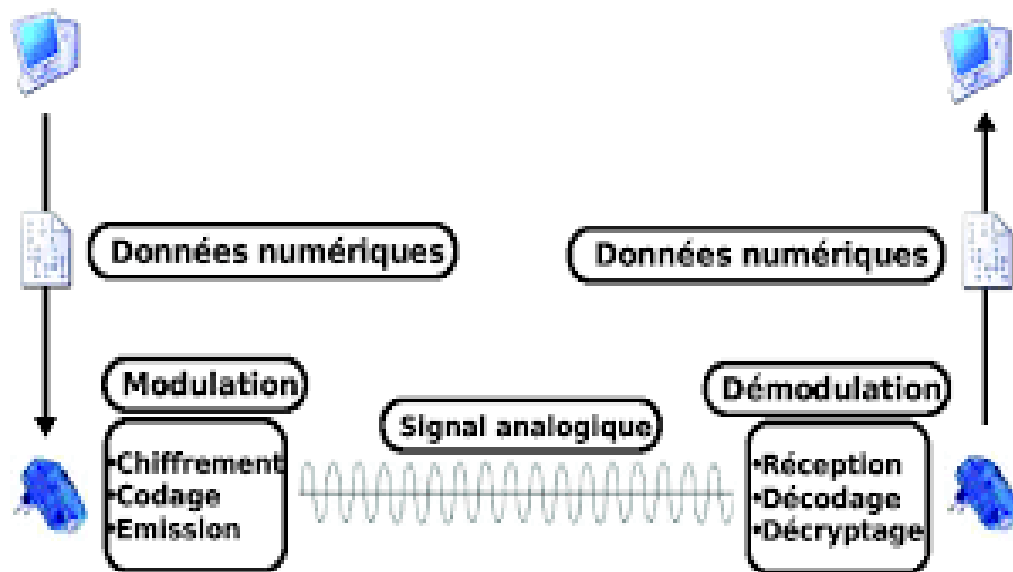 Données numériques
Données numériques
Modulation
Démodulation
Signal analogique
•Chiffrement
•Codage
•Emission
•Réception
•Décodage
•Décryptage